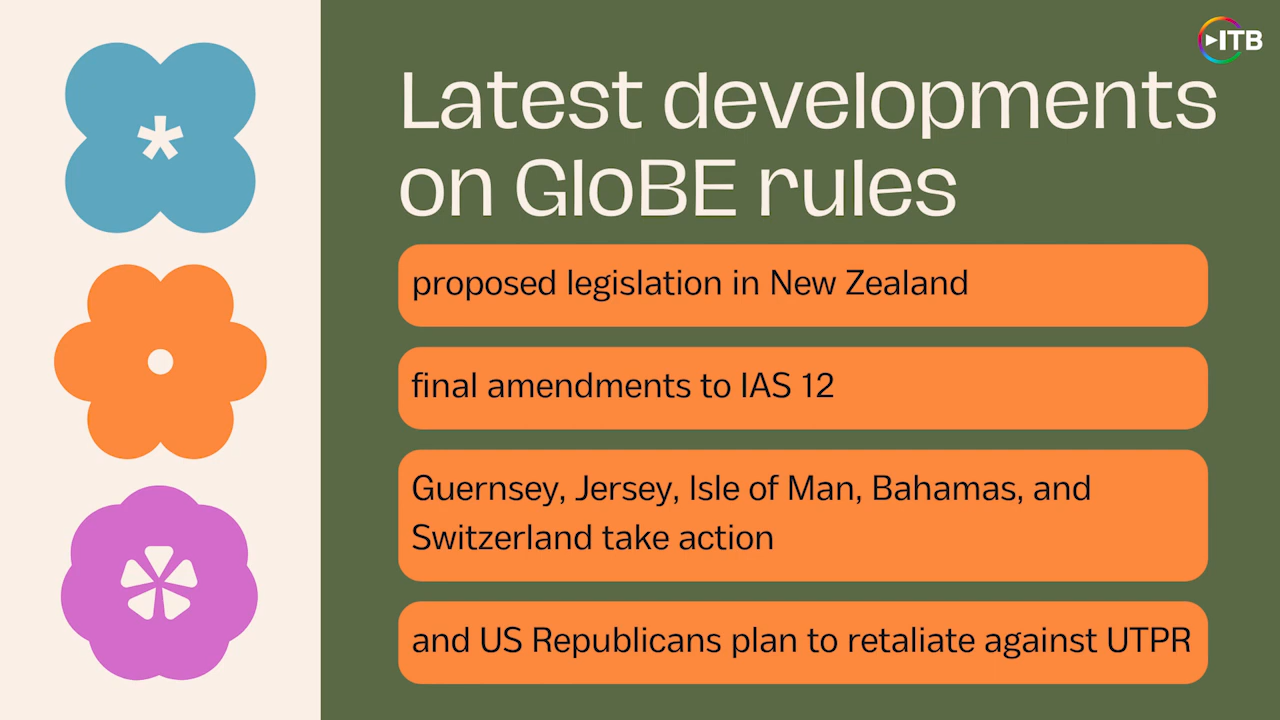 ITB
Latest developments
on GloBE rules
proposed legislation in New Zealand
final amendments to IAS 12
Guernsey, Jersey, Isle of Man, Bahamas, and
Switzerland take action
and US Republicans plan to retaliate against UTPR